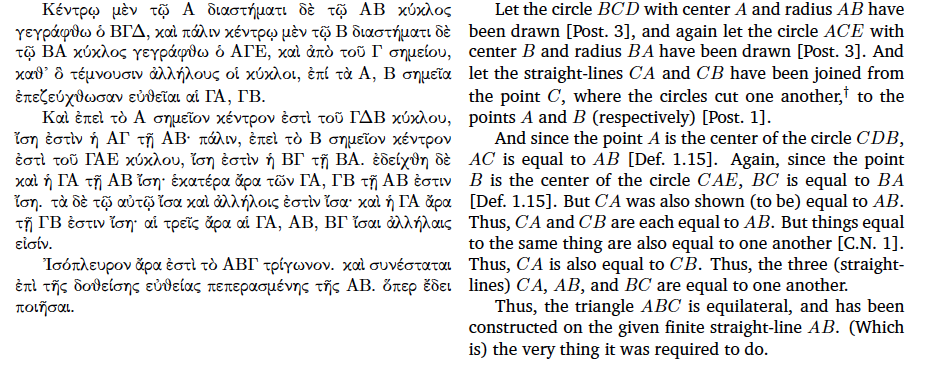 Κέντρῳ μὲν τῷ Α διαστήματι δὲ τῷ ΑΒ κύκλος
γεγράφθω ὁ ΒΓΔ, καὶ πάλιν κέντρῳ μὲν τῷ Β διαστήματι δὲ
τῷ ΒΑ κύκλος γεγράφθω ὁ ΑΓΕ, καὶ ἀπὸ τοῦ Γ σημείου,
καθ’ ὃ τέμνουσιν ἀλλήλους οἱ κύκλοι, ἐπί τὰ Α, Β σημεῖα
ἐπεζεύχθωσαν εὐθεῖαι αἱ ΓΑ, ΓΒ.
Καὶ ἐπεὶ τὸ Α σημεῖον κέντρον ἐστὶ τοῦ ΓΔΒ κύκλου,
ἴση ἐστὶν ἡ ΑΓ τῇ ΑΒ· πάλιν, ἐπεὶ τὸ Β σημεῖον κέντρον
ἐστὶ τοῦ ΓΑΕ κύκλου, ἴση ἐστὶν ἡ ΒΓ τῇ ΒΑ. ἐδείχθη δὲ
καὶ ἡ ΓΑ τῇ ΑΒ ἴση· ἑκατέρα ἄρα τῶν ΓΑ, ΓΒ τῇ ΑΒ ἐστιν
ἴση. τὰ δὲ τῷ αὐτῷ ἴσα καὶ ἀλλήλοις ἐστὶν ἴσα· καὶ ἡ ΓΑ ἄρα
τῇ ΓΒ ἐστιν ἴση· αἱ τρεῖς ἄρα αἱ ΓΑ, ΑΒ, ΒΓ ἴσαι ἀλλήλαις
εἰσίν.
Ἰσόπλευρον ἄρα ἐστὶ τὸ ΑΒΓ τρίγωνον. καὶ συνέσταται
ἐπὶ τῆς δοθείσης εὐθείας πεπερασμένης τῆς ΑΒ. ὅπερ ἔδει
ποιῆσαι.
Let the circle BCD with center A and radius AB have
been drawn [Post. 3], and again let the circle ACE with
center B and radius BA have been drawn [Post. 3]. And
let the straight-lines CA and CB have been joined from
the point C, where the circles cut one another,† to the
points A and B (respectively) [Post. 1].
And since the point A is the center of the circle CDB,
AC is equal to AB [Def. 1.15]. Again, since the point
B is the center of the circle CAE, BC is equal to BA
[Def. 1.15]. But CA was also shown (to be) equal to AB.
Thus, CA and CB are each equal to AB. But things equal
to the same thing are also equal to one another [C.N. 1].
Thus, CA is also equal to CB. Thus, the three (straight-
lines) CA, AB, and BC are equal to one another.
Thus, the triangle ABC is equilateral, and has been
constructed on the given finite straight-line AB. (Which
is) the very thing it was required to do.